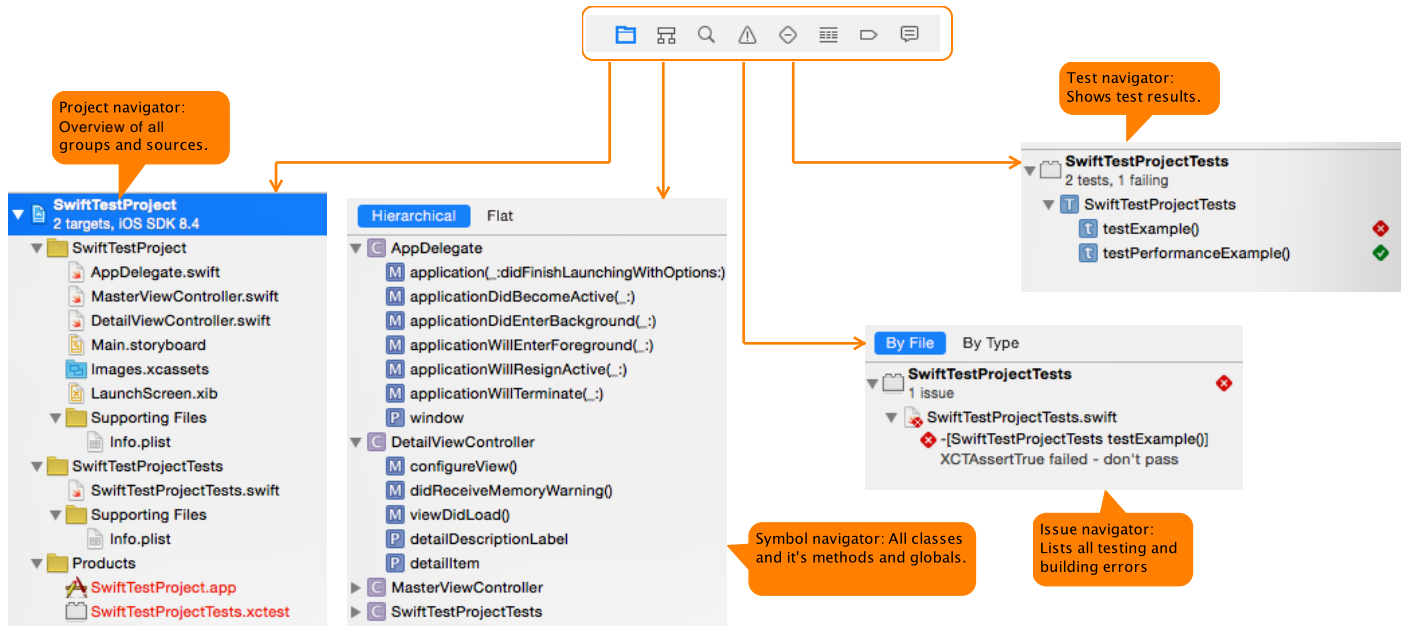 Project navigator:
Overview of all
groups and sources.
SwiftTestProject
2 targets, iOS SDK 8.4
SwiftTestProject
AppDelegate.swift
MasterViewController.swift
DetailViewController.swift
Main.storyboard
Images.xcassets
LaunchScreen.xib
Supporting Files
Info.plist
SwiftTestProjectTests
SwiftTestProjectTests.swift
Supporting Files
Info.plist
Products
SwiftTestProject.app
SwiftTestProjectTests.xctest
Hierarchical Flat
C AppDelegate
M application(_:didFinishLaunchingWithOptions:)
M applicationDidBecomeActive(_:)
M applicationDidEnterBackground(_:)
M applicationWillEnterForeground(_:)
M applicationWillResignActive(_:)
M applicationWillTerminate(_:)
P window
C DetailViewController
M configureView()
M didReceiveMemoryWarning()
M viewDidLoad()
P detailDescriptionLabel
P detailItem
C MasterViewController
C SwiftTestProjectTests
Symbol navigator: All classes
and it's methods and globals.
Test navigator:
Shows test results.
SwiftTestProjectTests
2 tests, 1 failing
T SwiftTestProjectTests
t testExample()
t testPerformanceExample()
By File By Type
SwiftTestProjectTests
1 issue
SwiftTestProjectTests.swift
-[SwiftTestProjectTests testExample()]
XCTAssertTrue failed - don't pass
Issue navigator:
Lists all testing and
building errors